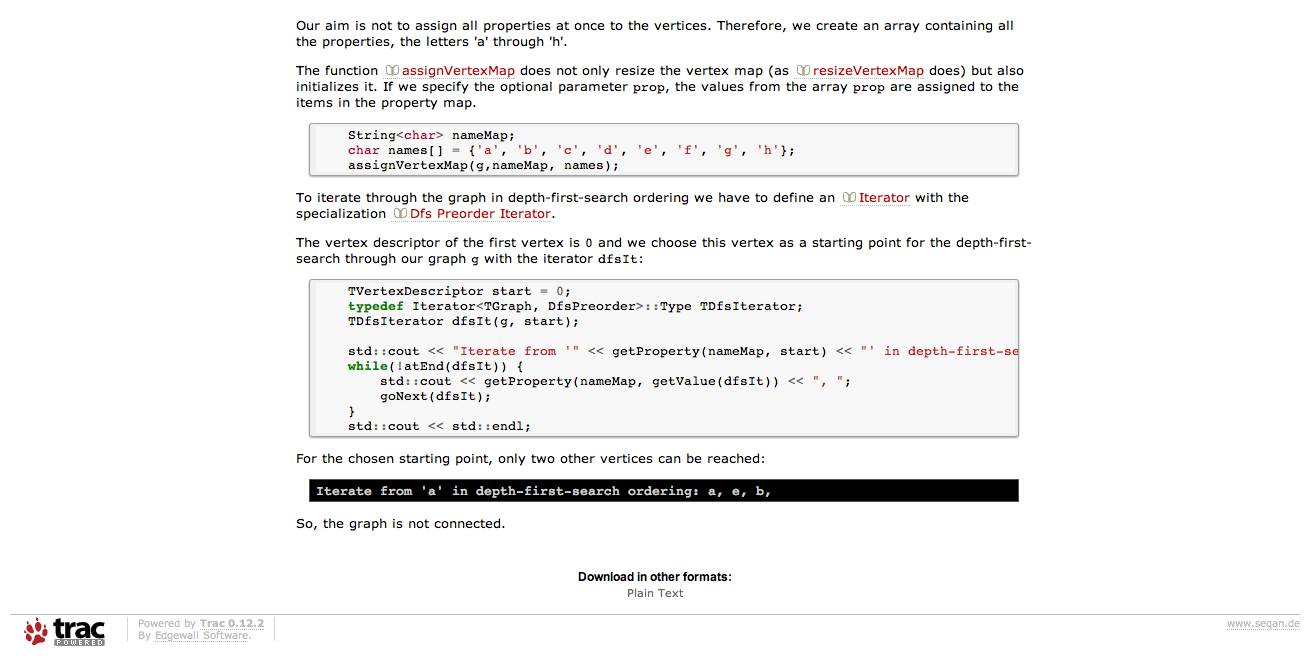 Our aim is not to assign all properties at once to the vertices. Therefore, we create an array containing all
the properties, the letters 'a' through 'h'.
The function assignVertexMap does not only resize the vertex map (as resizeVertexMap does) but also
initializes it. If we specify the optional parameter prop, the values from the array prop are assigned to the
items in the property map.
String<char> nameMap;
char names[] = {'a', 'b', 'c', 'd', 'e', 'f', 'g', 'h'};
assignVertexMap(g,nameMap, names);
To iterate through the graph in depth-first-search ordering we have to define an Iterator with the
specialization Dfs Preorder Iterator.
The vertex descriptor of the first vertex is 0 and we choose this vertex as a starting point for the depth-first-
search through our graph g with the iterator dfsIt:
TVertexDescriptor start = 0;
typedef Iterator<TGraph, DfsPreorder>::Type TDfsIterator;
TDfsIterator dfsIt(g, start);
std::cout << "Iterate from '" << getProperty(nameMap, start) << "' in depth-first-se
while(!atEnd(dfsIt)) {
std::cout << getProperty(nameMap, getValue(dfsIt)) << ", ";
goNext(dfsIt);
}
std::cout << std::endl;
For the chosen starting point, only two other vertices can be reached:
Iterate from 'a' in depth-first-search ordering: a, e, b,
So, the graph is not connected.
Download in other formats:
Plain Text
trac
POWERED
Powered by Trac 0.12.2
By Edgewall Software.
www.seqan.de